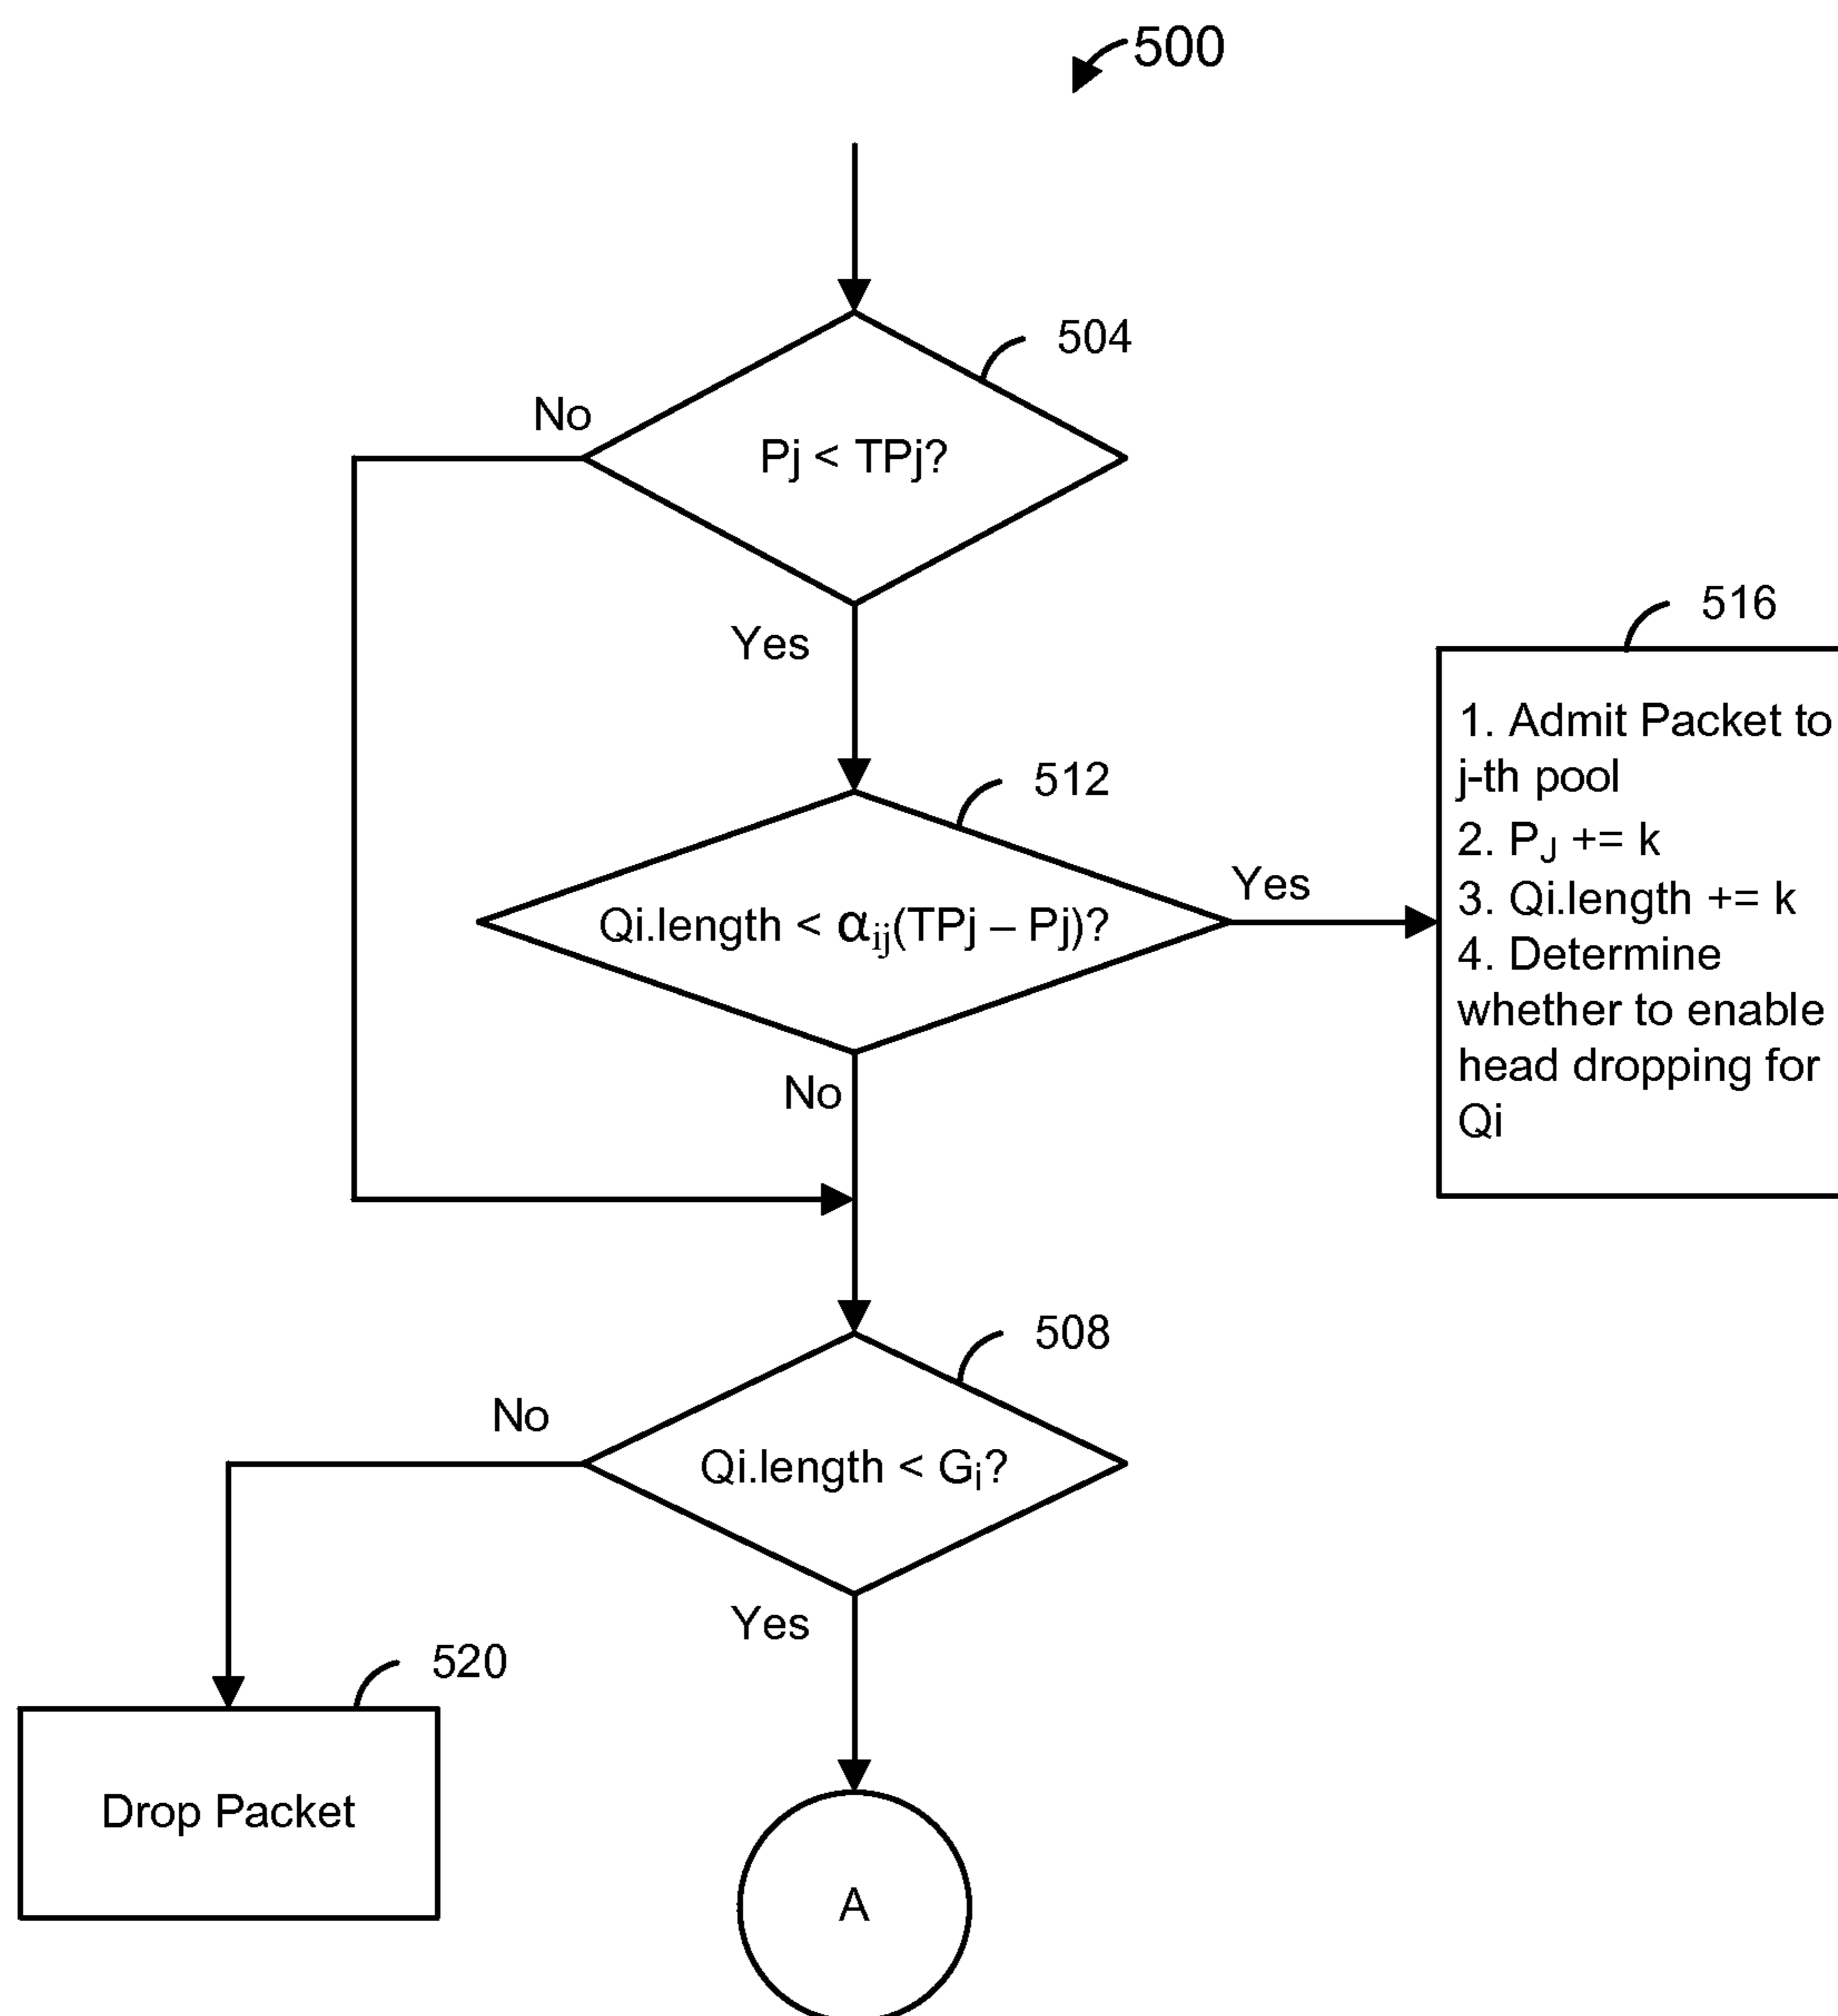 500
504
No
Pj < TPj?
Yes
516
1. Admit Packet to
j-th pool
2. PJ += k
3. Qi.length += k
4. Determine
whether to enable
head dropping for
Qi
512
Yes
Qi.length < αij(TPj – Pj)?
No
508
No
Qi.length < Gi?
Yes
520
Drop Packet
A